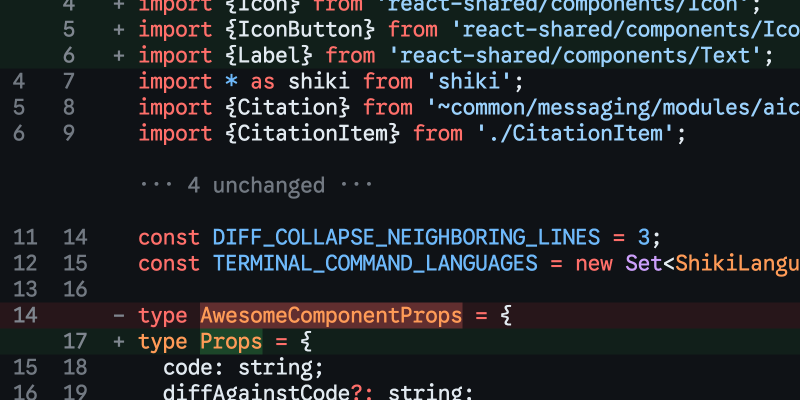 4 + import {Icon} from 'react-shared/components/Icon';
5 + import {IconButton} from 'react-shared/components/Ico
6 + import {Label} from 'react-shared/components/Text';
4 7 import * as shiki from 'shiki';
5 8 import {Citation} from '~common/messaging/modules/aic
6 9 import {CitationItem} from './CitationItem';
··· 4 unchanged ···
11 14 const DIFF_COLLAPSE_NEIGHBORING_LINES = 3;
12 15 const TERMINAL_COMMAND_LANGUAGES = new Set<ShikiLangu
13 16
14 - type AwesomeComponentProps = {
17 + type Props = {
15 18 code: string;
16 19 diffAgainstCode?: string;